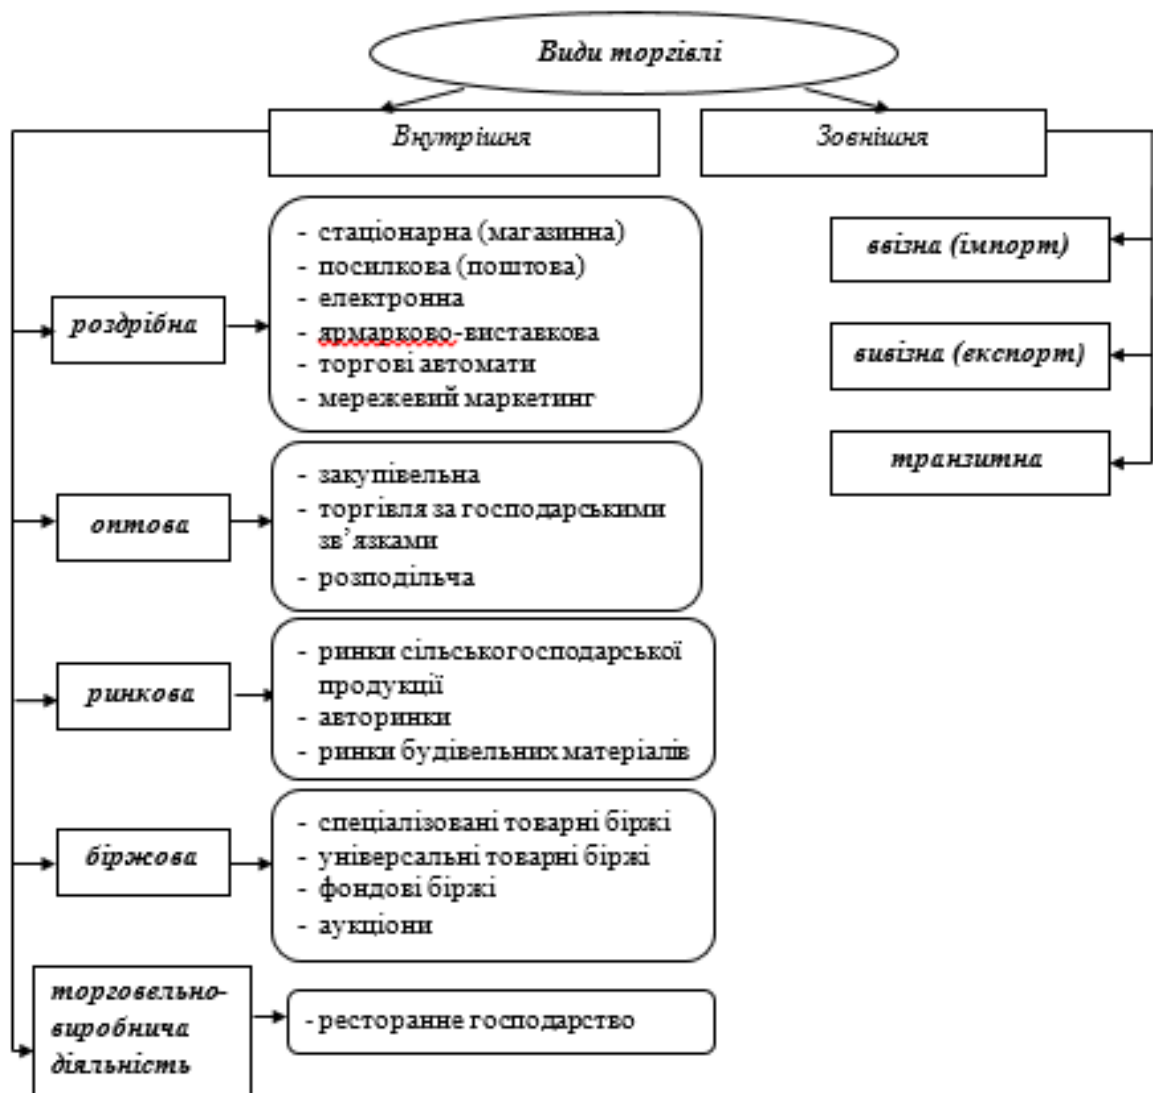 Види торгівлі
Внутрішня
Зовнішня
роздрібна
- стаціонарна (магазинна)
- посилкова (поштова)
- електронна
- ярмарково-виставкова
- торгові автомати
- мережевий маркетинг
оптова
- закупівельна
- торгівля за господарськими
зв’язками
- розподільча
ринкова
- ринки сільськогосподарської
продукції
- авторинки
- ринки будівельних матеріалів
біржова
- спеціалізовані товарні біржі
- універсальні товарні біржі
- фондові біржі
- аукціони
торговельно-
виробнича
діяльність
- ресторанне господарство
ввізна (імпорт)
вивізна (експорт)
транзитна